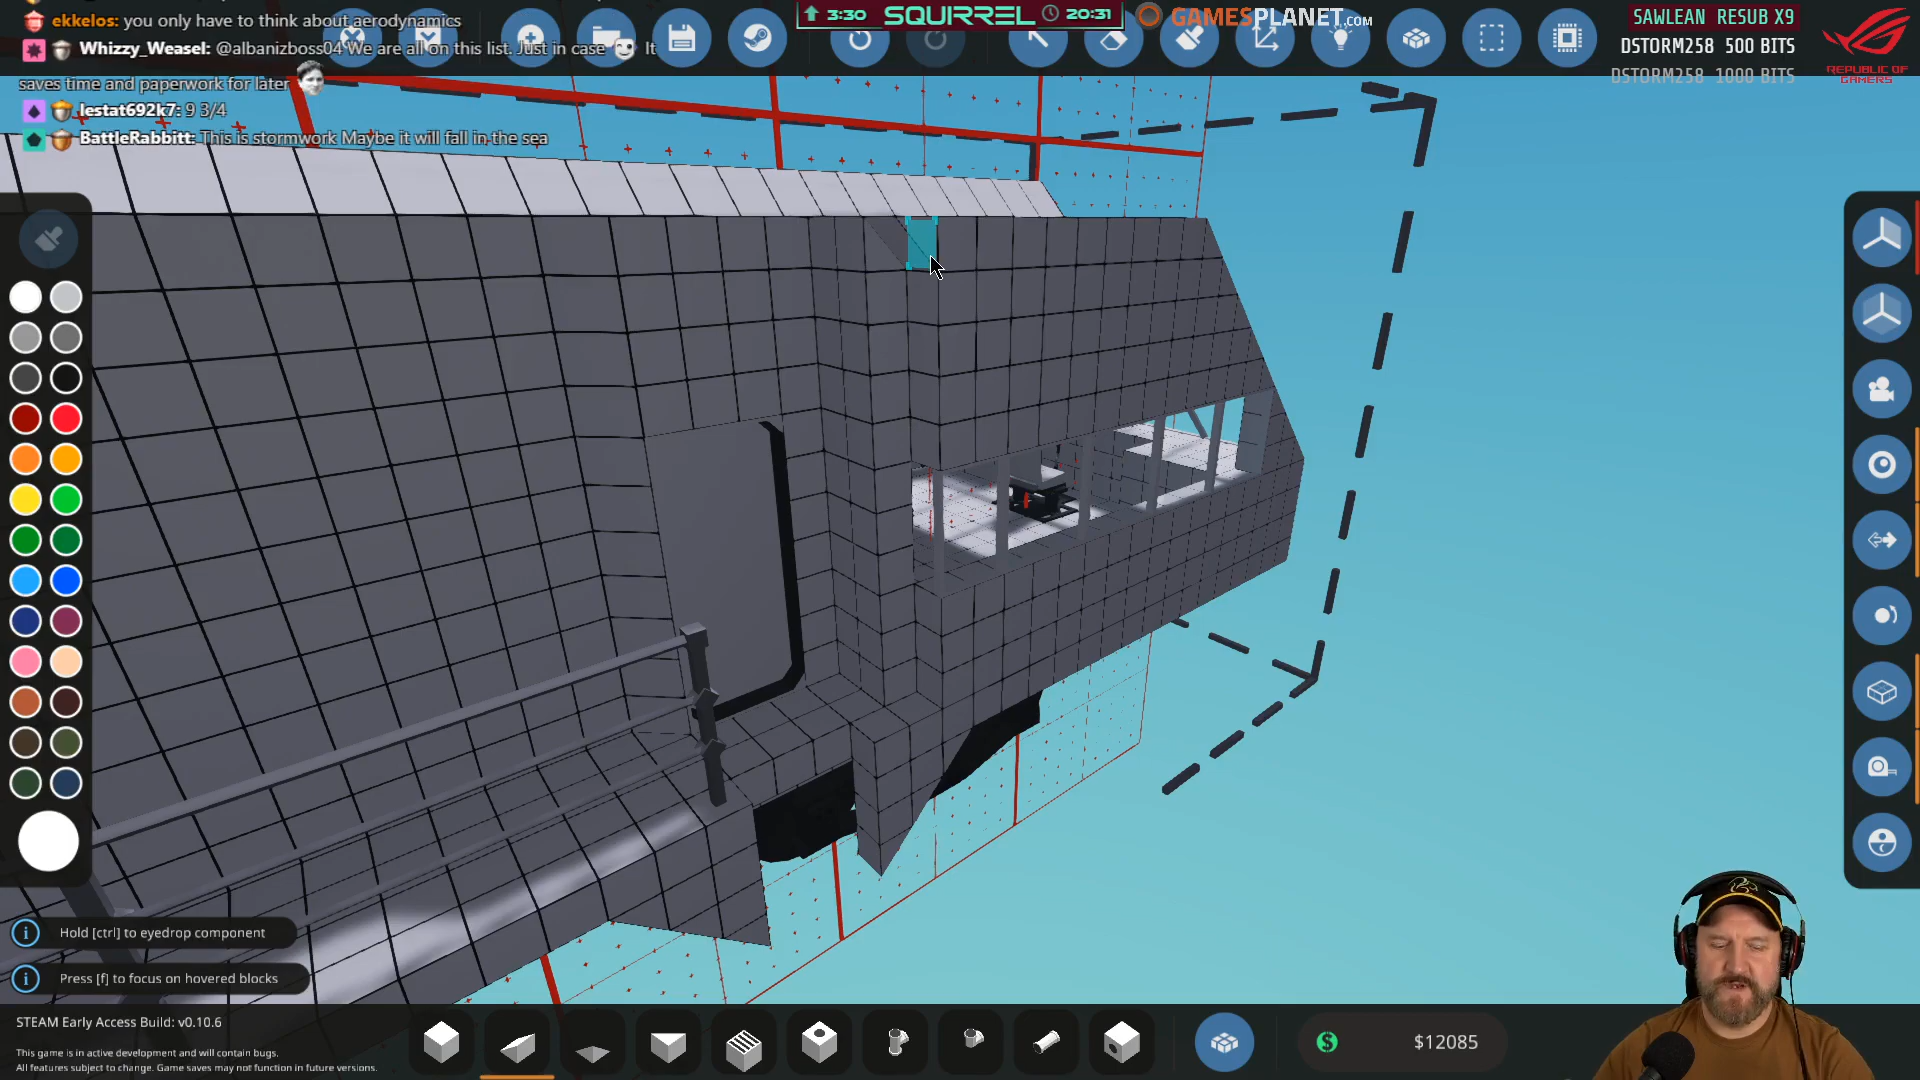 ekkelos: you only have to think about aerodynamics
Whizzy_Weasel: @albanizboss04 We are all on this list. Just in case It
saves time and paperwork for later
lestat692k7: 9 3/4
BattleRabbitt: This is stormwork Maybe it will fall in the sea
3:30 SQUIRREL 20:31
GAMESPLANET.COM
SAWLEAN RESUB X9
DSTORM258 500 BITS
DSTORM258 1000 BITS
REPUBLIC OF
GAMERS
Hold [ctrl] to eyedrop component
Press [f] to focus on hovered blocks
STEAM Early Access Build: v0.10.6
This game is in active development and will contain bugs.
All features subject to change. Game saves may not function in future versions.
$12085